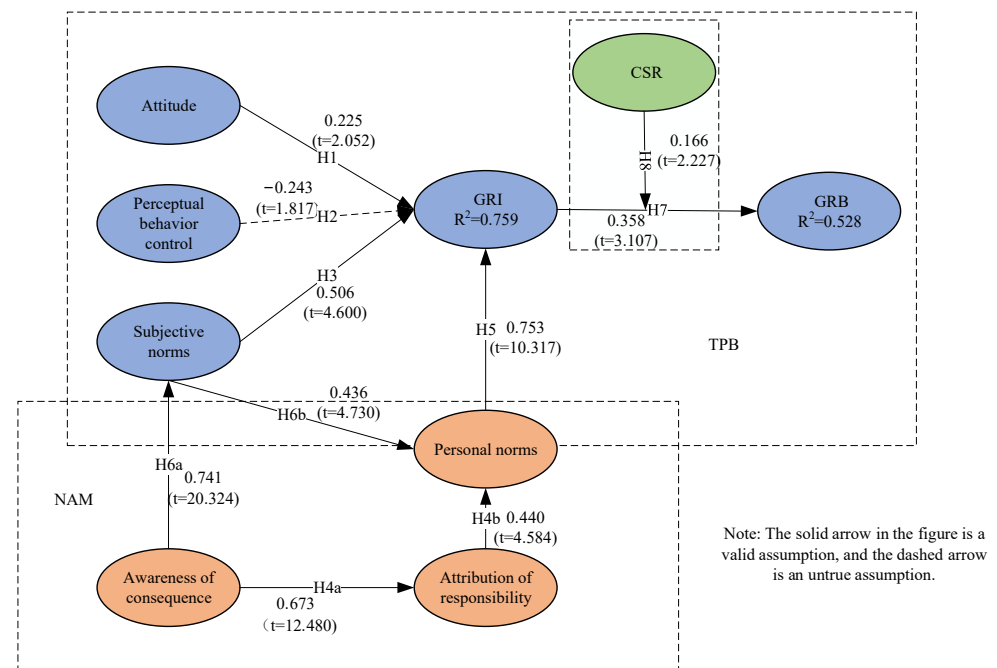 CSR
Attitude
0.225
(t=2.052)
H1
0.166
(t=2.227)
H8
−0.243
(t=1.817)
H2
Perceptual
behavior
control
GRI
R²=0.759
H7
0.358
(t=3.107)
GRB
R²=0.528
H3
0.506
(t=4.600)
Subjective
norms
H5 0.753
(t=10.317)
TPB
0.436
(t=4.730)
H6b
Personal norms
H6a
0.741
(t=20.324)
NAM
H4b 0.440
(t=4.584)
Note: The solid arrow in the figure is a
valid assumption, and the dashed arrow
is an untrue assumption.
Awareness of
consequence
H4a
0.673
（t=12.480)
Attribution of
responsibility